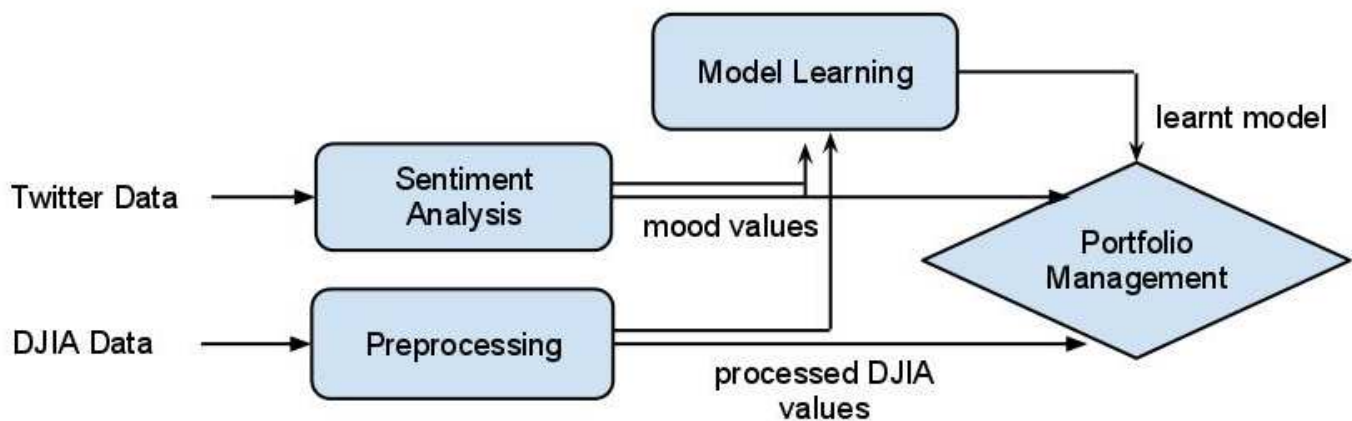 Model Learning
learnt model
Twitter Data
Sentiment
Analysis
mood values
Portfolio
Management
DJIA Data
Preprocessing
processed DJIA
values